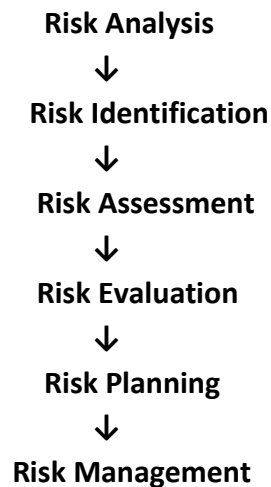 Risk Analysis
↓
Risk Identification
↓
Risk Assessment
↓
Risk Evaluation
↓
Risk Planning
↓
Risk Management